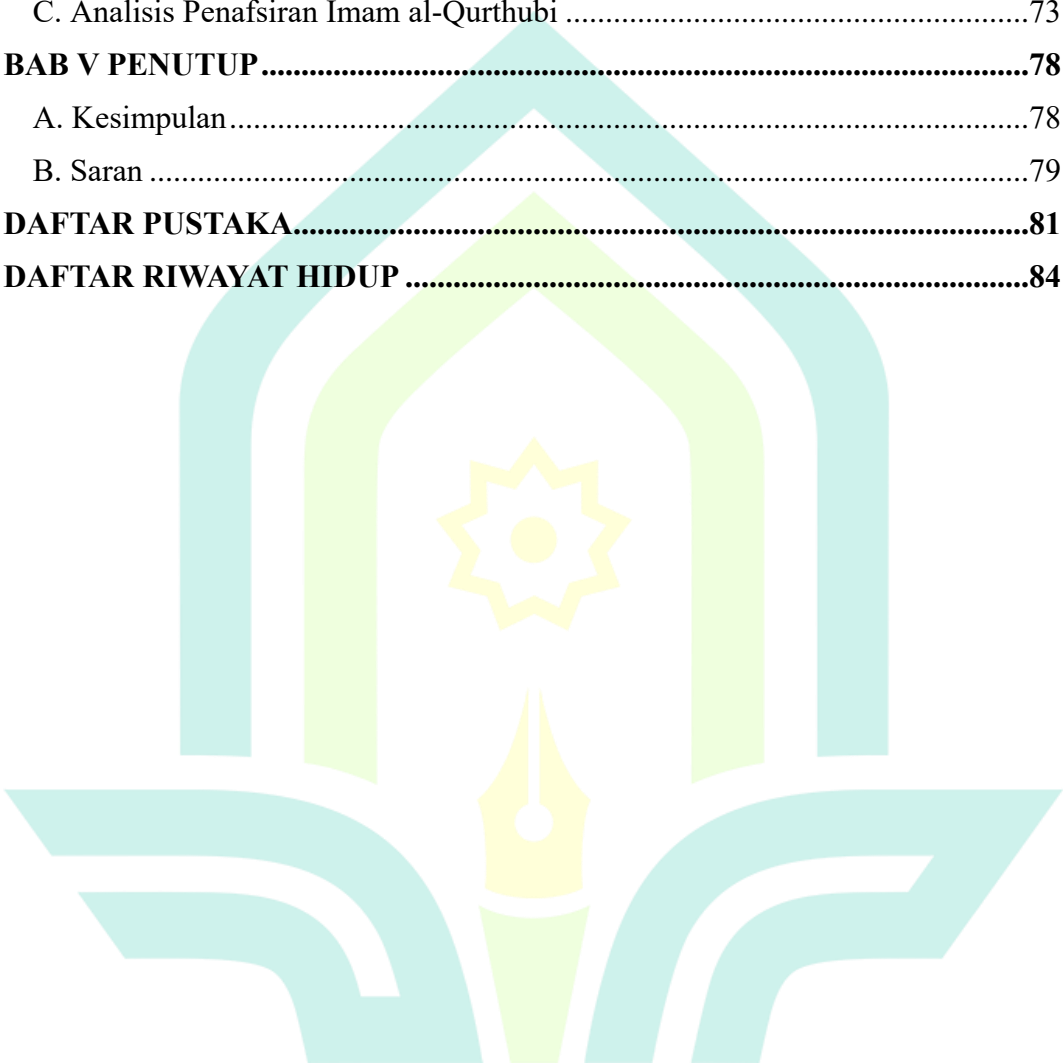 C. Analisis Penafsiran Imam al-Qurthubi ..........................................................73
BAB V PENUTUP................................................................................................78
A. Kesimpulan....................................................................................................78
B. Saran ..............................................................................................................79
DAFTAR PUSTAKA............................................................................................81
DAFTAR RIWAYAT HIDUP ..............................................................................84